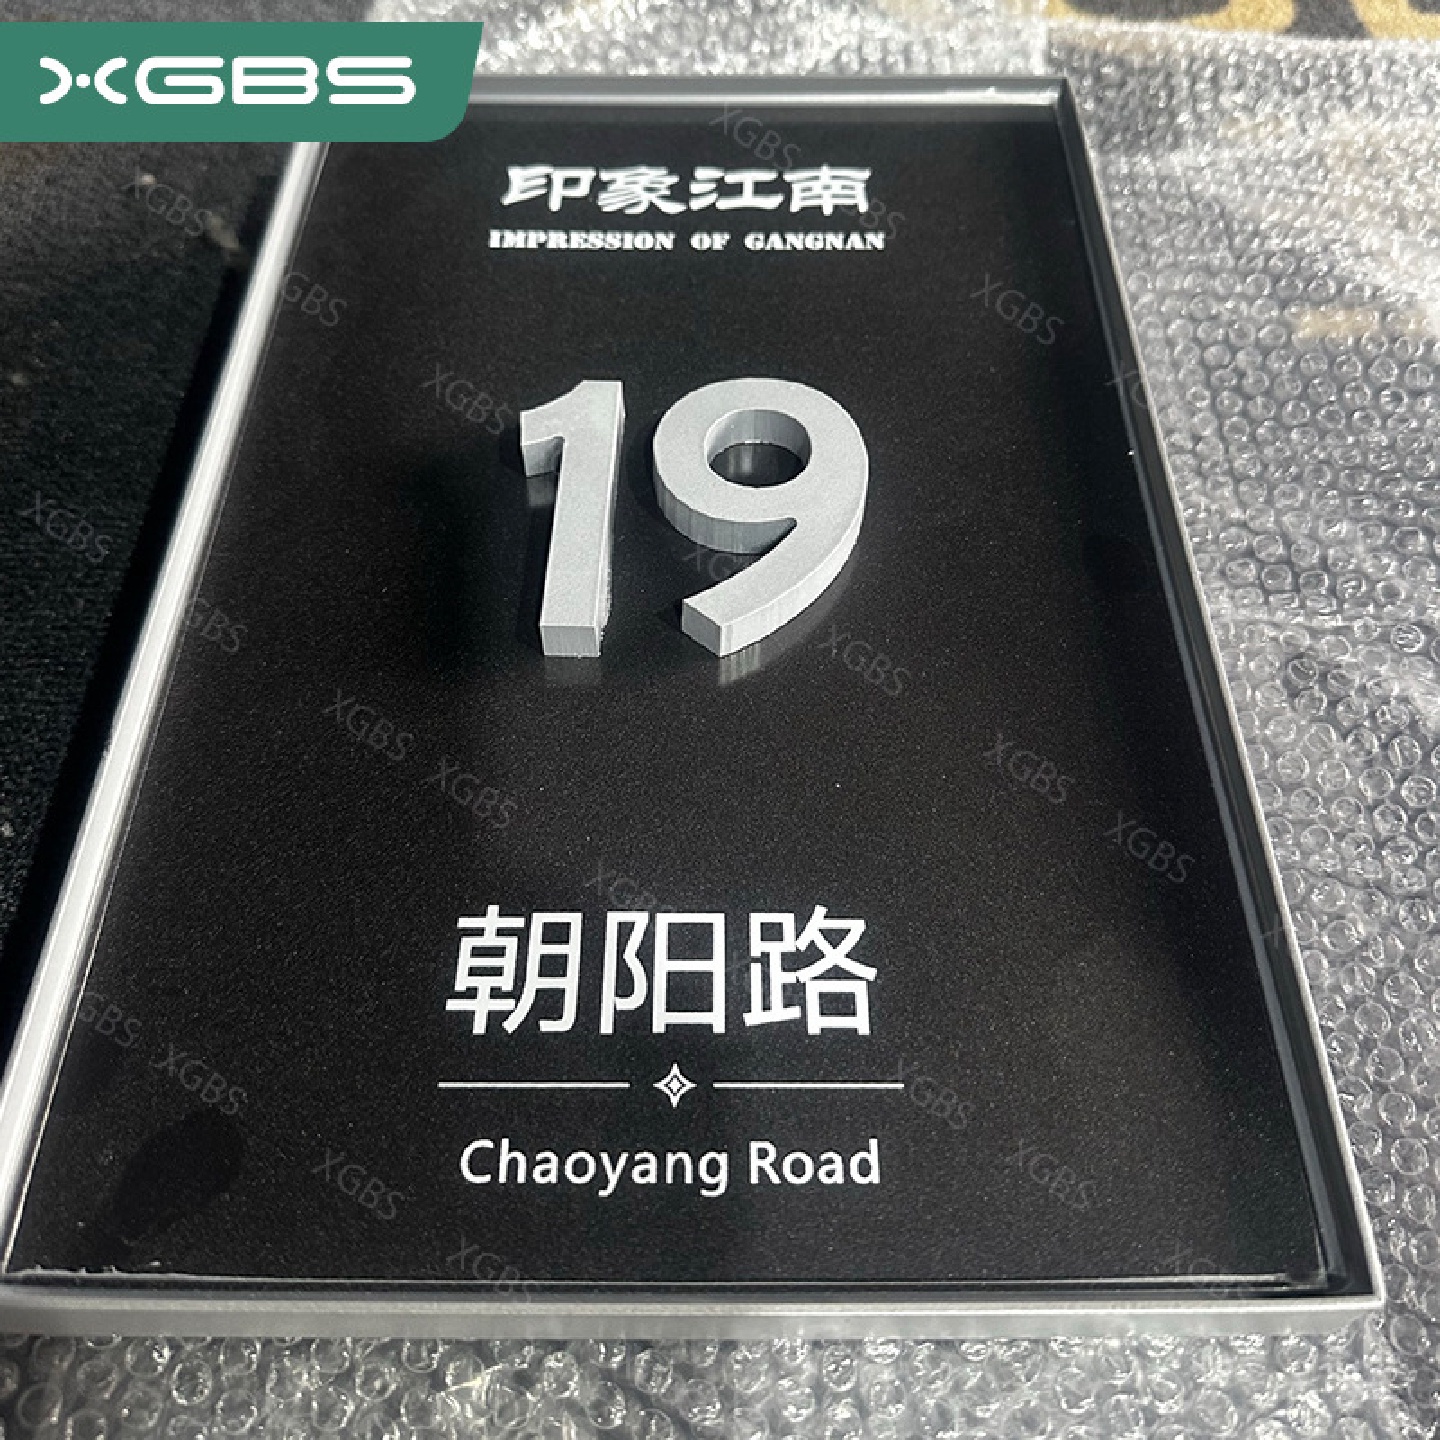 XGBS
印象江南
IMPRESSION OF GANGNAN
19
朝阳路
Chaoyang Road